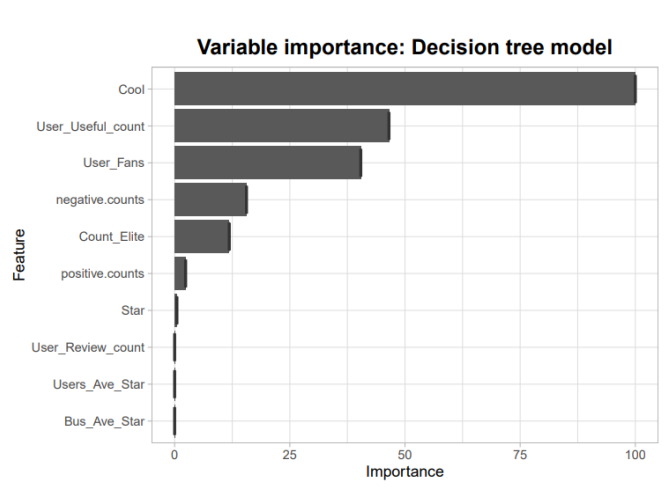 Variable importance: Decision tree model
Cool
User_Useful_count
User_Fans
negative.counts
Count_Elite
positive.counts
Star
User_Review_count
Users_Ave_Star
Bus_Ave_Star
Feature
0 25 50 75 100
Importance